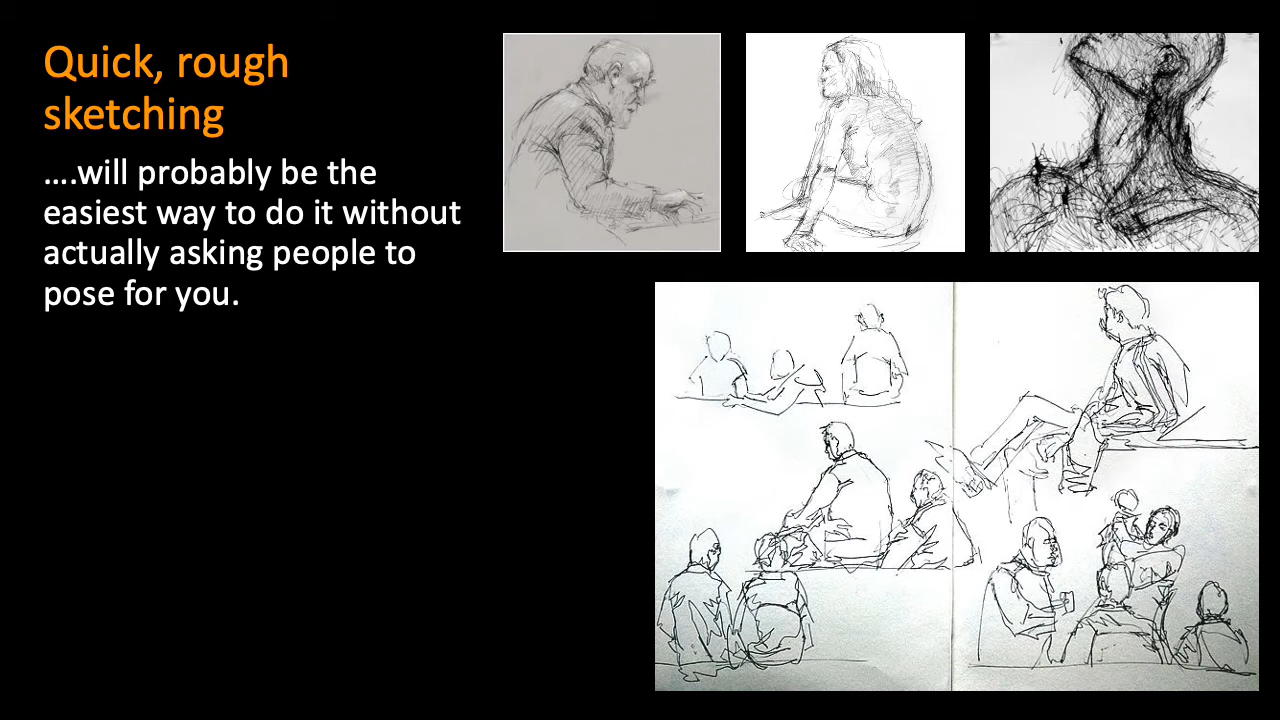 Quick, rough
sketching
….will probably be the
easiest way to do it without
actually asking people to
pose for you.